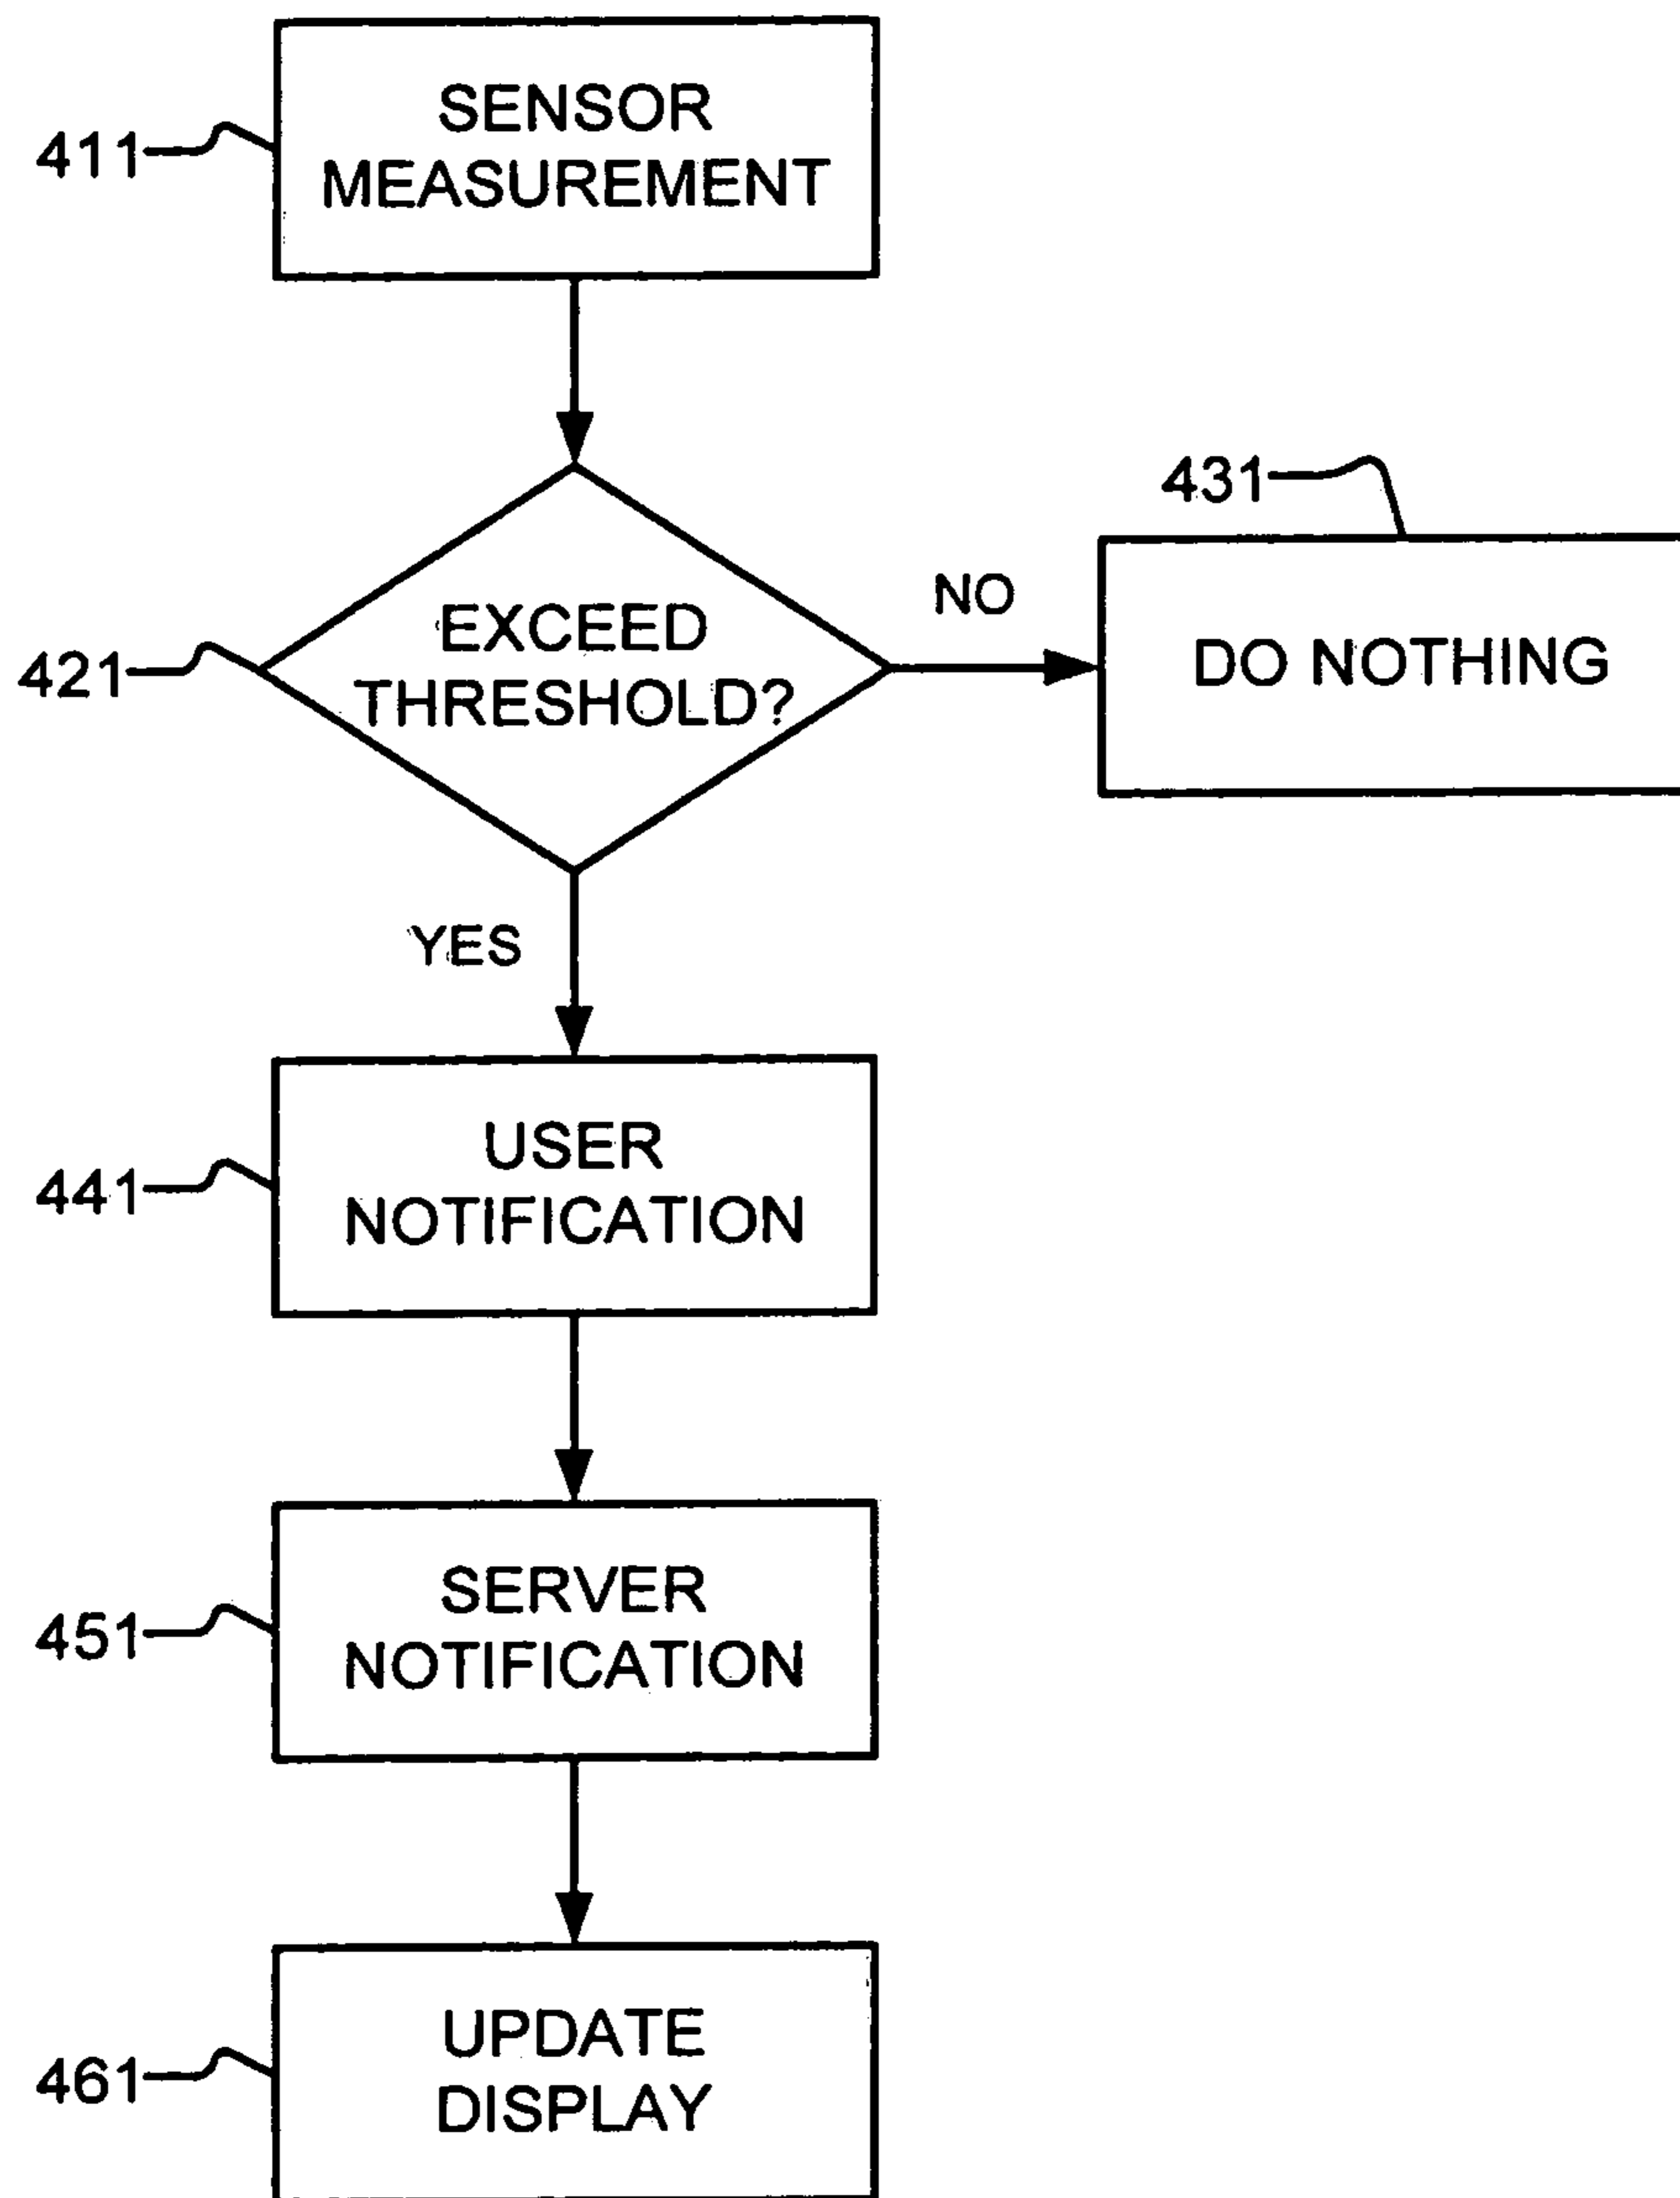 SENSOR
MEASUREMENT
411
431
NO
EXCEED
THRESHOLD?
421
DO NOTHING
YES
USER
NOTIFICATION
441
SERVER
NOTIFICATION
451
UPDATE
DISPLAY
461